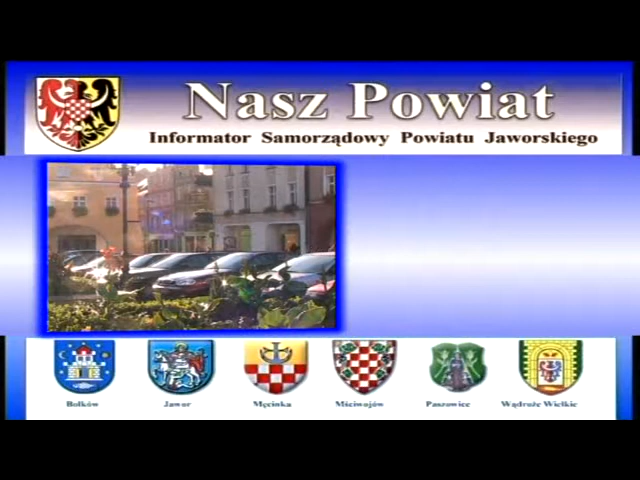 Nasz Powiat
Informator Samorządowy Powiatu Jaworskiego
Bolków Jawor Męcinka Mściwojów Paszowice Wądroże Wielkie